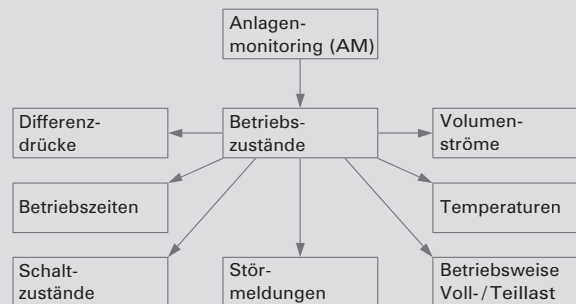 Anlagen-
monitoring (AM)
Differenz-
drücke
Betriebs-
zustände
Volumen-
ströme
Betriebszeiten
Temperaturen
Schalt-
zustände
Stör-
meldungen
Betriebsweise
Voll-/Teillast